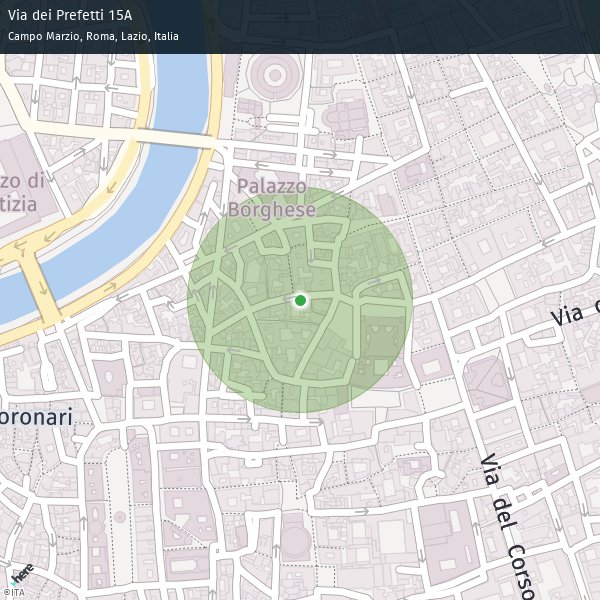 Via dei Prefetti 15A
Campo Marzio, Roma, Lazio, Italia
Palazzo
Borghese
zo di
tizia
Via
oronari
Via del Corso
here
©ITA